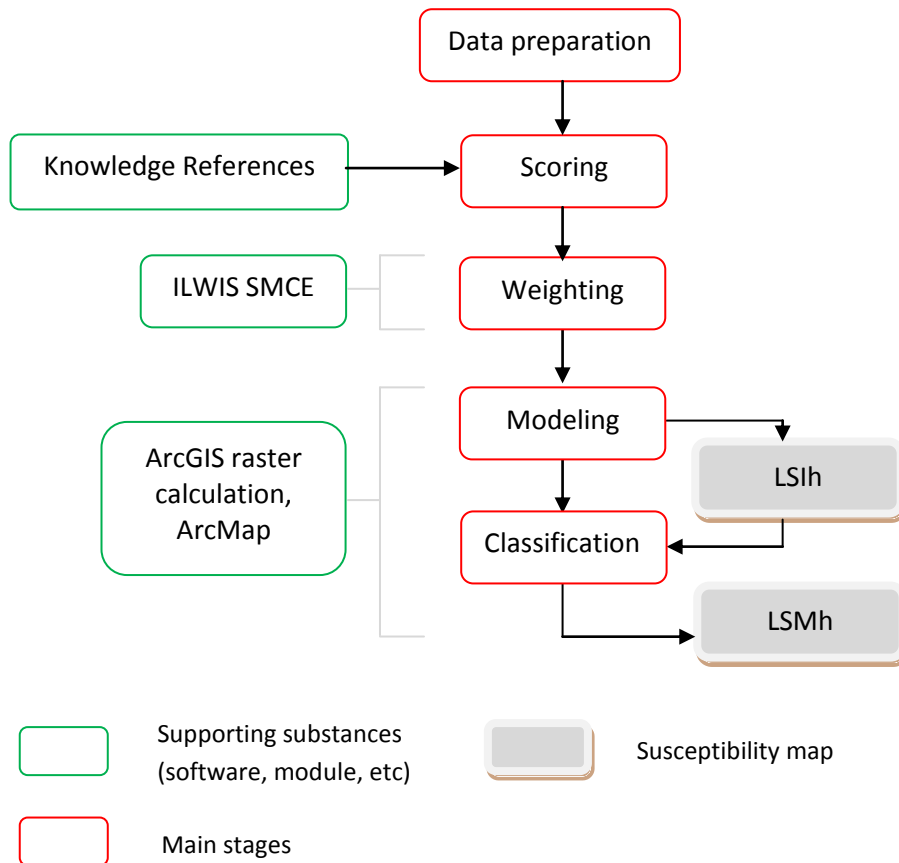 Data preparation
Knowledge References
Scoring
ILWIS SMCE
Weighting
Modeling
ArcGIS raster
calculation,
ArcMap
LSIh
Classification
LSMh
Supporting substances
(software, module, etc)
Susceptibility map
Main stages